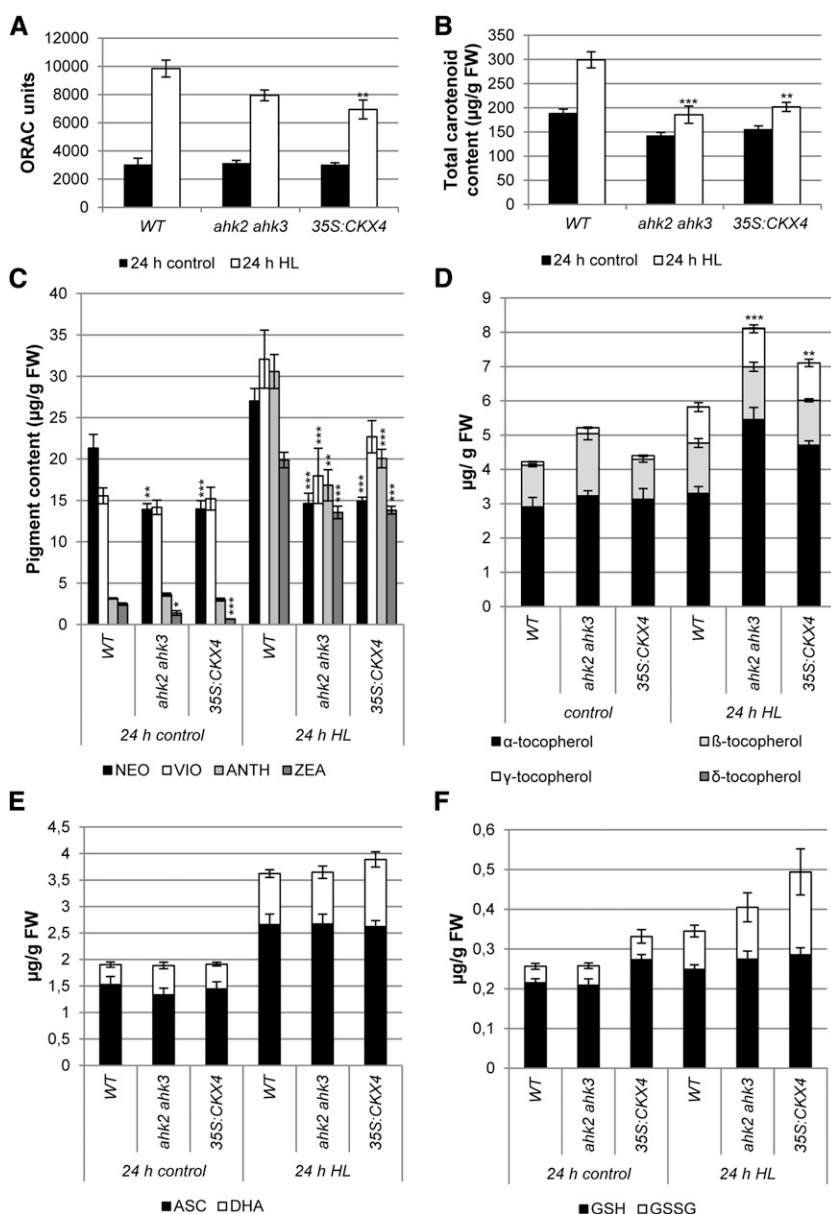 A
ORAC units
12000
10000
8000
6000
4000
2000
0
**
WT
ahk2 ahk3
35S:CKX4
24 h control
24 h HL
B
Total carotenoid
content (µg/g FW)
350
300
250
200
150
100
50
0
***
**
WT
ahk2 ahk3
35S:CKX4
24 h control
24 h HL
C
Pigment content (µg/g FW)
40
35
30
25
20
15
10
5
0
**
*
***
***
***
***
**
***
***
***
***
WT
ahk2 ahk3
35S:CKX4
WT
ahk2 ahk3
35S:CKX4
24 h control
24 h HL
NEO
VIO
ANTH
ZEA
D
µg/ g FW
9
8
7
6
5
4
3
2
1
0
***
**
WT
ahk2 ahk3
35S:CKX4
WT
ahk2 ahk3
35S:CKX4
control
24 h HL
α-tocopherol
ß-tocopherol
γ-tocopherol
δ-tocopherol
E
µg/g FW
4,5
4
3,5
3
2,5
2
1,5
1
0,5
0
WT
ahk2 ahk3
35S:CKX4
WT
ahk2 ahk3
35S:CKX4
24 h control
24 h HL
ASC
DHA
F
µg/g FW
0,6
0,5
0,4
0,3
0,2
0,1
0
WT
ahk2 ahk3
35S:CKX4
WT
ahk2 ahk3
35S:CKX4
24 h control
24 h HL
GSH
GSSG